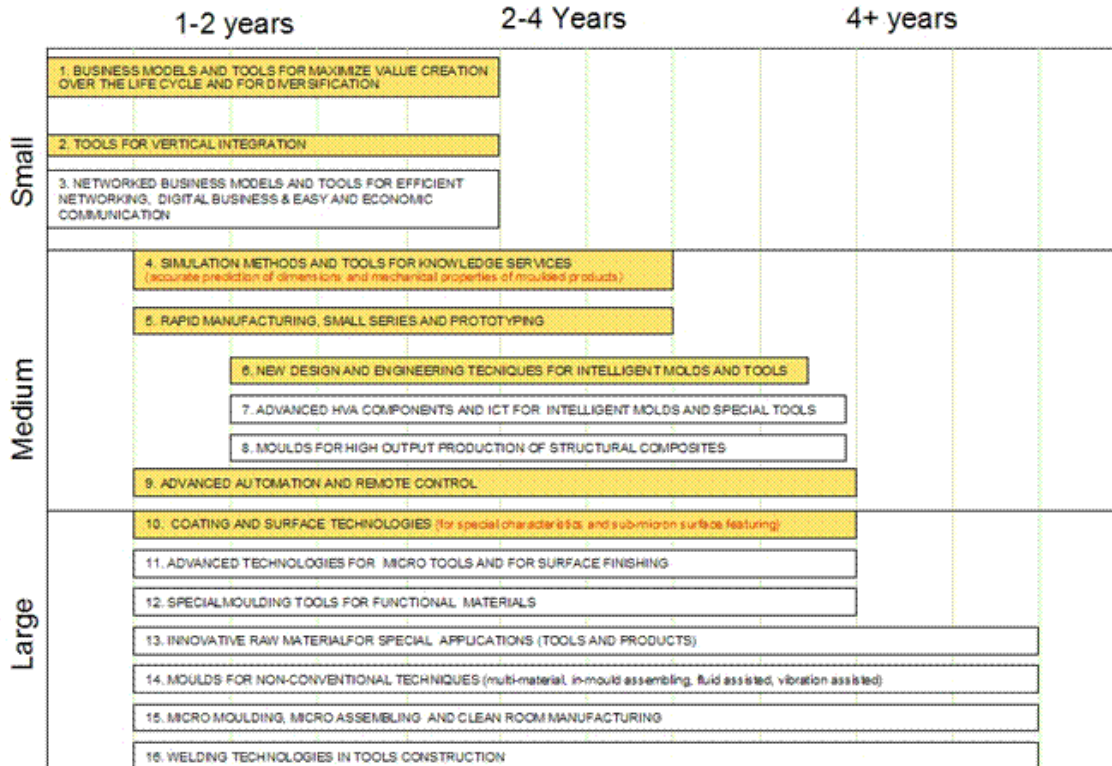 1-2 years
2-4 Years
4+ years
Small
1. BUSINESS MODELS AND TOOLS FOR MAXIMIZE VALUE CREATION
OVER THE LIFE CYCLE AND FOR DIVERSIFICATION
2. TOOLS FOR VERTICAL INTEGRATION
3. NETWORKED BUSINESS MODELS AND TOOLS FOR EFFICIENT
NETWORKING, DIGITAL BUSINESS & EASY AND ECONOMIC
COMMUNICATION
Medium
4. SIMULATION METHODS AND TOOLS FOR KNOWLEDGE SERVICES
(accurate prediction of dimensions and mechanical properties of moulded products)
5. RAPID MANUFACTURING, SMALL SERIES AND PROTOTYPING
6. NEW DESIGN AND ENGINEERING TECNIQUES FOR INTELLIGENT MOLDS AND TOOLS
7. ADVANCED HVA COMPONENTS AND ICT FOR INTELLIGENT MOLDS AND SPECIAL TOOLS
8. MOULDS FOR HIGH OUTPUT PRODUCTION OF STRUCTURAL COMPOSITES
9. ADVANCED AUTOMATION AND REMOTE CONTROL
Large
10. COATING AND SURFACE TECHNOLOGIES (for special characteristics and sub-micron surface featuring)
11. ADVANCED TECHNOLOGIES FOR MICRO TOOLS AND FOR SURFACE FINISHING
12. SPECIALMOULDING TOOLS FOR FUNCTIONAL MATERIALS
13. INNOVATIVE RAW MATERIALFOR SPECIAL APPLICATIONS (TOOLS AND PRODUCTS)
14. MOULDS FOR NON-CONVENTIONAL TECHNIQUES (multi-material, in-mould assembling, fluid assisted, vibration assisted)
15. MICRO MOULDING, MICRO ASSEMBLING AND CLEAN ROOM MANUFACTURING
16. WELDING TECHNOLOGIES IN TOOLS CONSTRUCTION